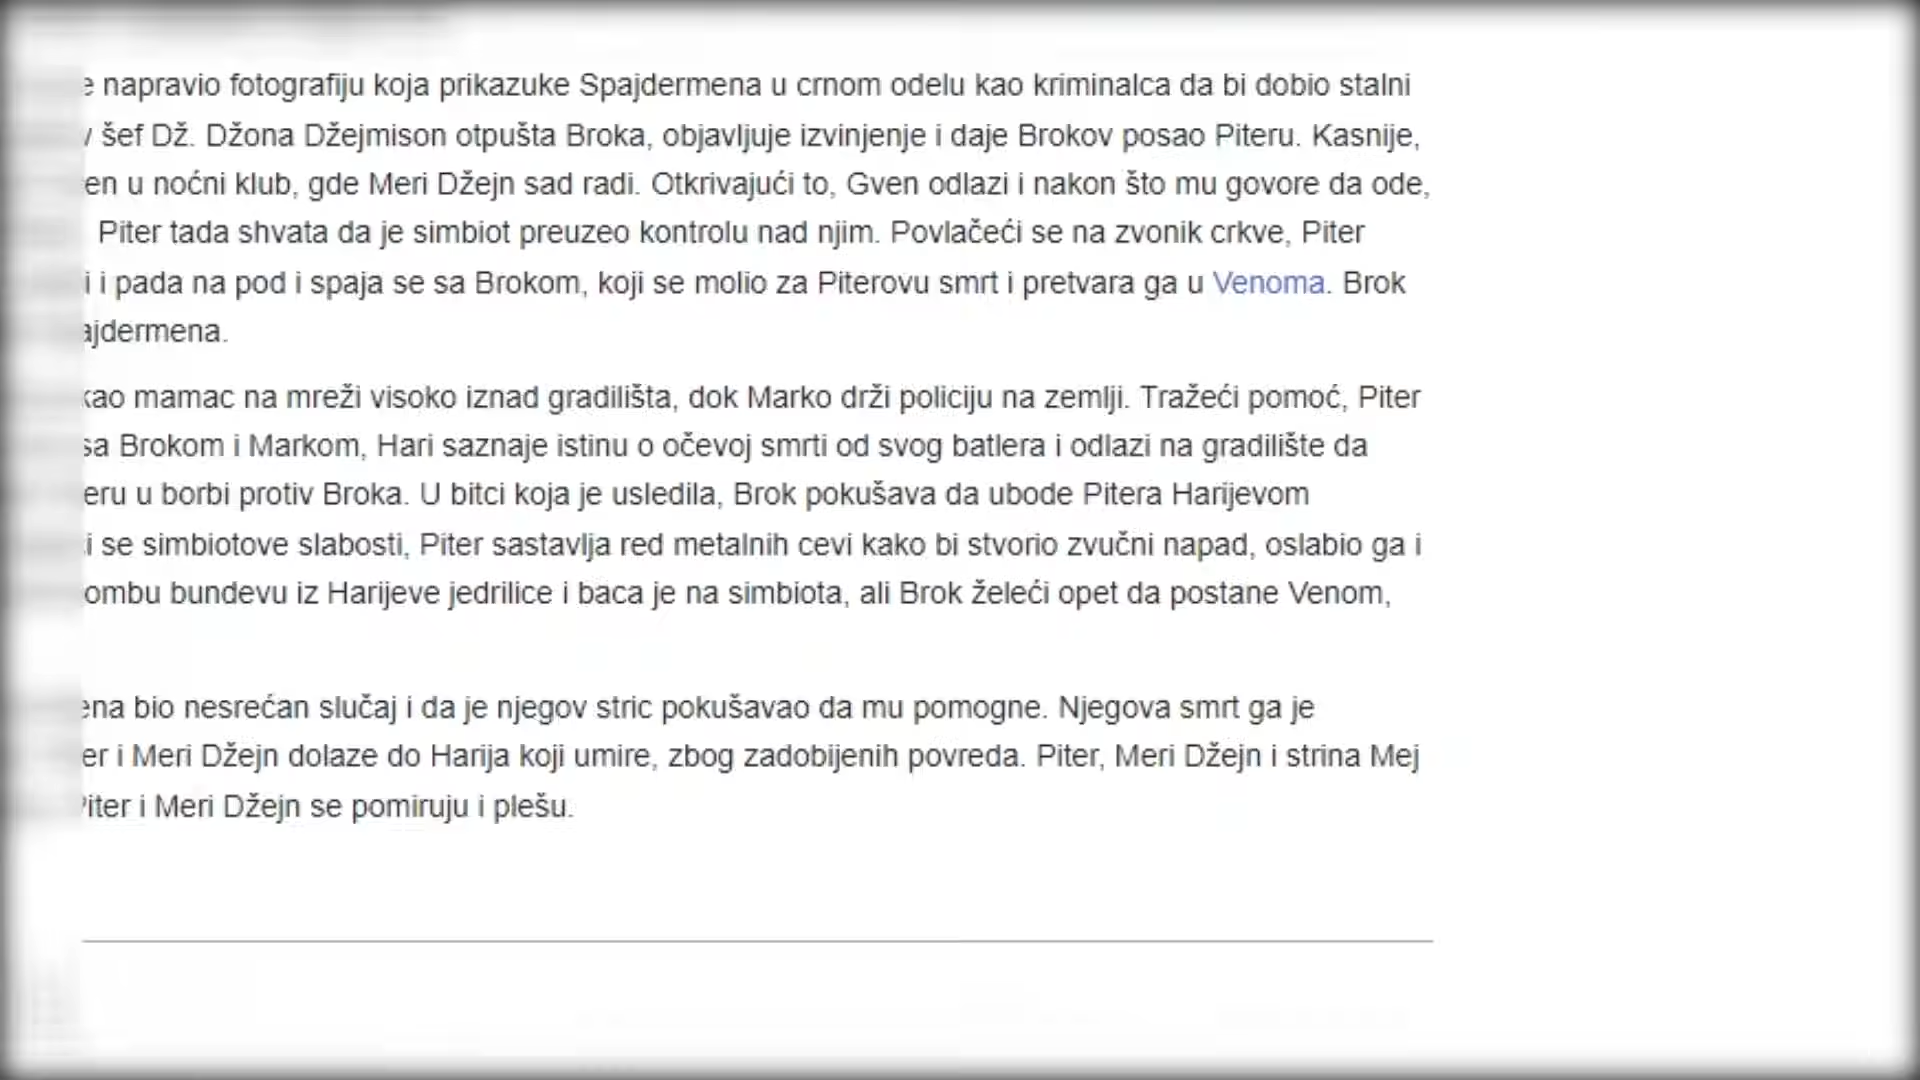 napravio fotografiju koja prikazuke Spajdermena u crnom odelu kao kriminalca da bi dobio stalni
šef Dž. Džona Džejmison otpušta Broka, objavljuje izvinjenje i daje Brokov posao Piteru. Kasnije,
en u noćni klub, gde Meri Džejn sad radi. Otkrivajući to, Gven odlazi i nakon što mu govore da ode,
Piter tada shvata da je simbiot preuzeo kontrolu nad njim. Povlačeći se na zvonik crkve, Piter
i i pada na pod i spaja se sa Brokom, koji se molio za Piterovu smrt i pretvara ga u Venoma. Brok
ajdermena.
kao mamac na mreži visoko iznad gradilišta, dok Marko drži policiju na zemlji. Tražeći pomoć, Piter
sa Brokom i Markom, Hari saznaje istinu o očevoj smrti od svog batlera i odlazi na gradilište da
eru u borbi protiv Broka. U bitci koja je usledila, Brok pokušava da ubode Pitera Harijevom
i se simbiotove slabosti, Piter sastavlja red metalnih cevi kako bi stvorio zvučni napad, oslabio ga i
ombu bundevu iz Harijeve jedrilice i baca je na simbiota, ali Brok želeći opet da postane Venom,
ena bio nesrećan slučaj i da je njegov stric pokušavao da mu pomogne. Njegova smrt ga je
er i Meri Džejn dolaze do Harija koji umire, zbog zadobijenih povreda. Piter, Meri Džejn i strina Mej
Piter i Meri Džejn se pomiruju i plešu.